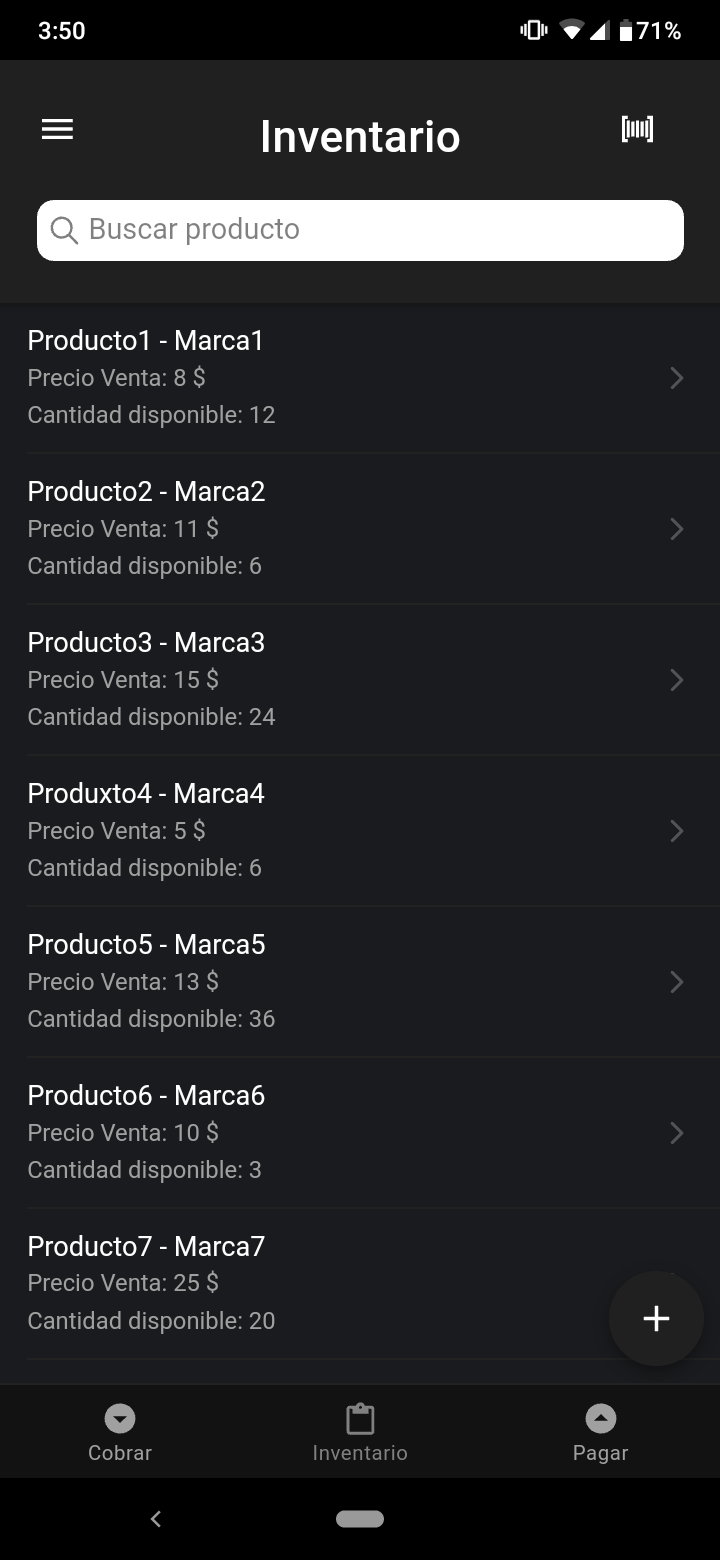 3:50
71%
Inventario
Buscar producto
Producto1 - Marca1
Precio Venta: 8 $
Cantidad disponible: 12
Producto2 - Marca2
Precio Venta: 11 $
Cantidad disponible: 6
Producto3 - Marca3
Precio Venta: 15 $
Cantidad disponible: 24
Produxto4 - Marca4
Precio Venta: 5 $
Cantidad disponible: 6
Producto5 - Marca5
Precio Venta: 13 $
Cantidad disponible: 36
Producto6 - Marca6
Precio Venta: 10 $
Cantidad disponible: 3
Producto7 - Marca7
Precio Venta: 25 $
Cantidad disponible: 20
Cobrar
Inventario
Pagar